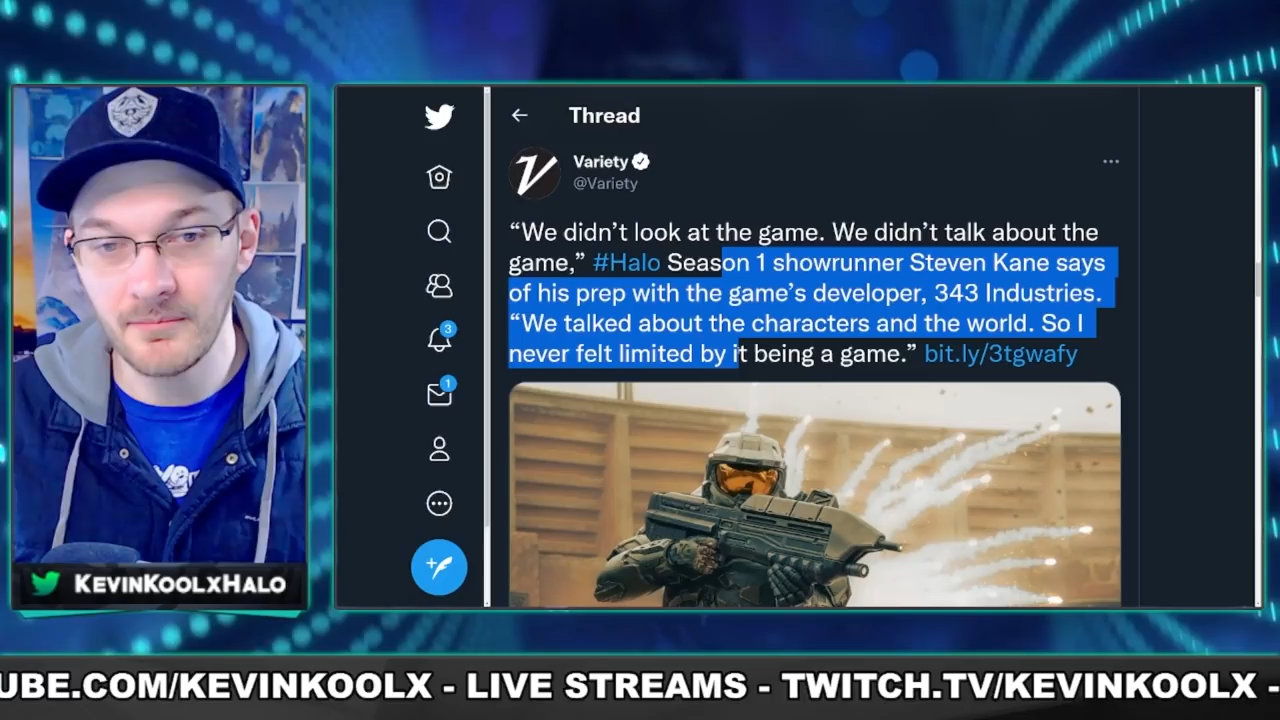 Thread
Variety
@Variety
“We didn’t look at the game. We didn’t talk about the
game,” #Halo Season 1 showrunner Steven Kane says
of his prep with the game’s developer, 343 Industries.
“We talked about the characters and the world. So I
never felt limited by it being a game.” bit.ly/3tgwafy
3
1
KEVINKOOLXHALO
UBE.COM/KEVINKOOLX - LIVE STREAMS - TWITCH.TV/KEVINKOOLX -